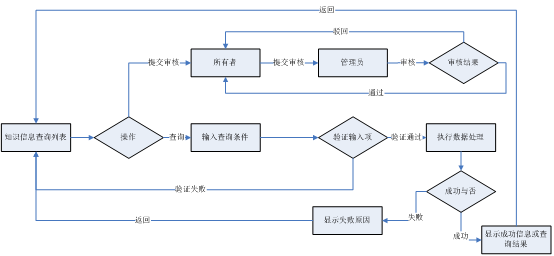 返回
驳回
提交审核
所有者
提交审核
管理员
审核
审核结果
通过
知识信息查询列表
操作
查询
输入查询条件
验证输入项
验证通过
执行数据处理
验证失败
成功与否
返回
显示失败原因
失败
成功
显示成功信息或查
询结果